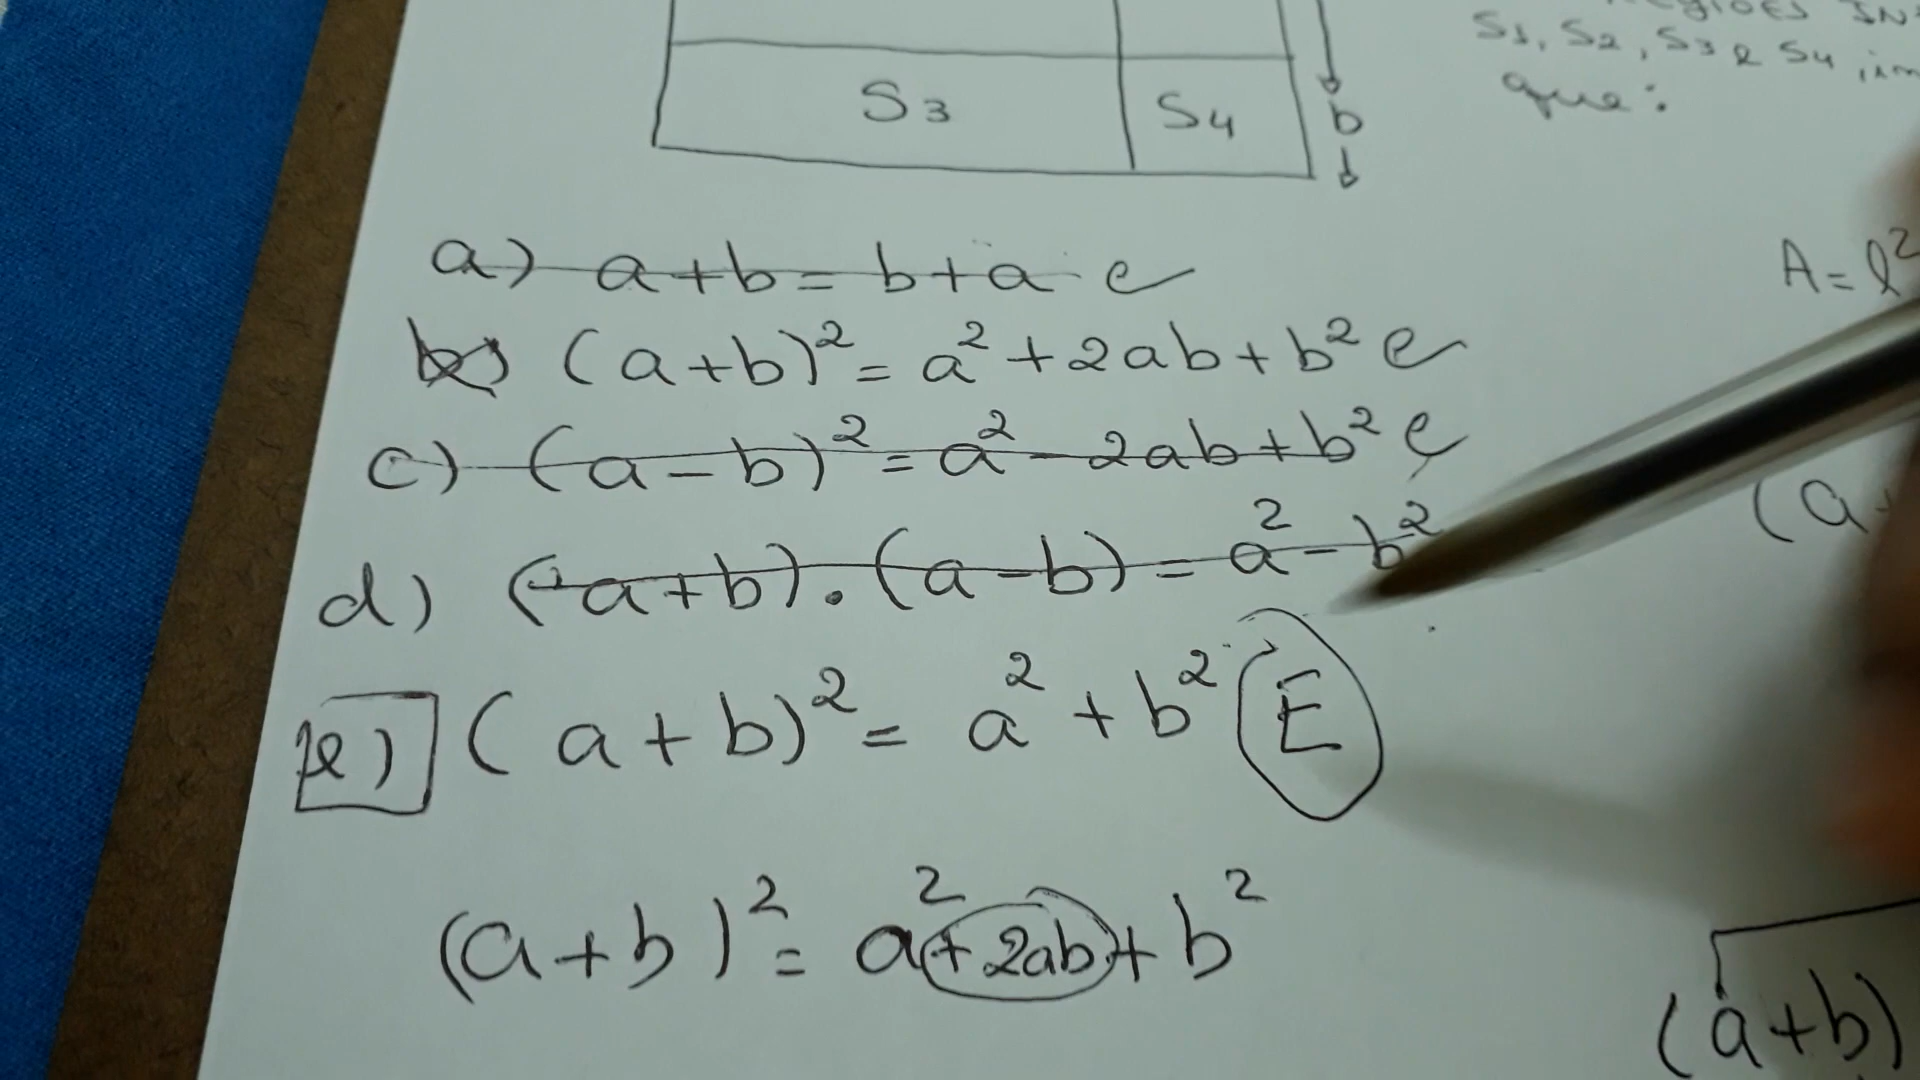 S1, S2, S3 e S4
que:
S3
S4
b
A = l²
a) a+b = b+a e
b) (a+b)² = a² + 2ab + b² e
c) (a-b)² = a² - 2ab + b² e
d) (a+b).(a-b) = a² - b²
(a
e) (a+b)² = a² + b² E
(a+b)² = a² + 2ab + b²
(a+b)